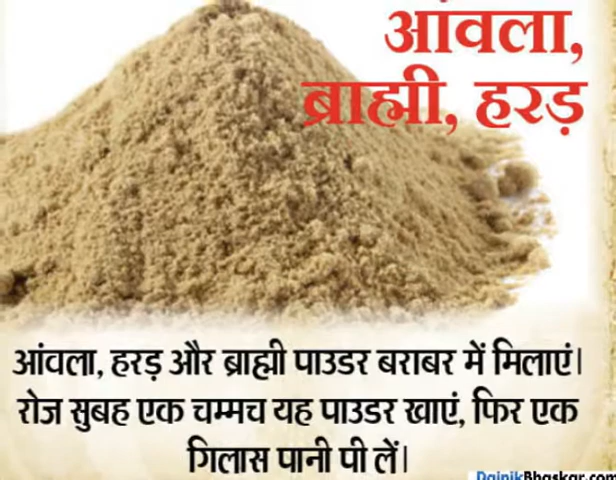 आंवला,
ब्राह्मी, हरड़
आंवला, हरड़ और ब्राह्मी पाउडर बराबर में मिलाएं।
रोज सुबह एक चम्मच यह पाउडर खाएं, फिर एक
गिलास पानी पी लें।
DainikBhaskar.com